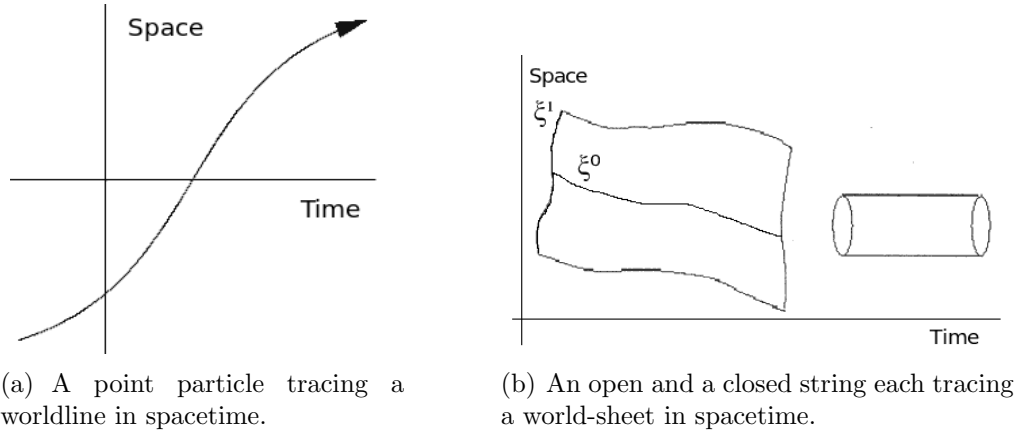 Space
Time
(a) A point particle tracing a
worldline in spacetime.
Space
ξ¹
ξ⁰
Time
(b) An open and a closed string each tracing
a world-sheet in spacetime.